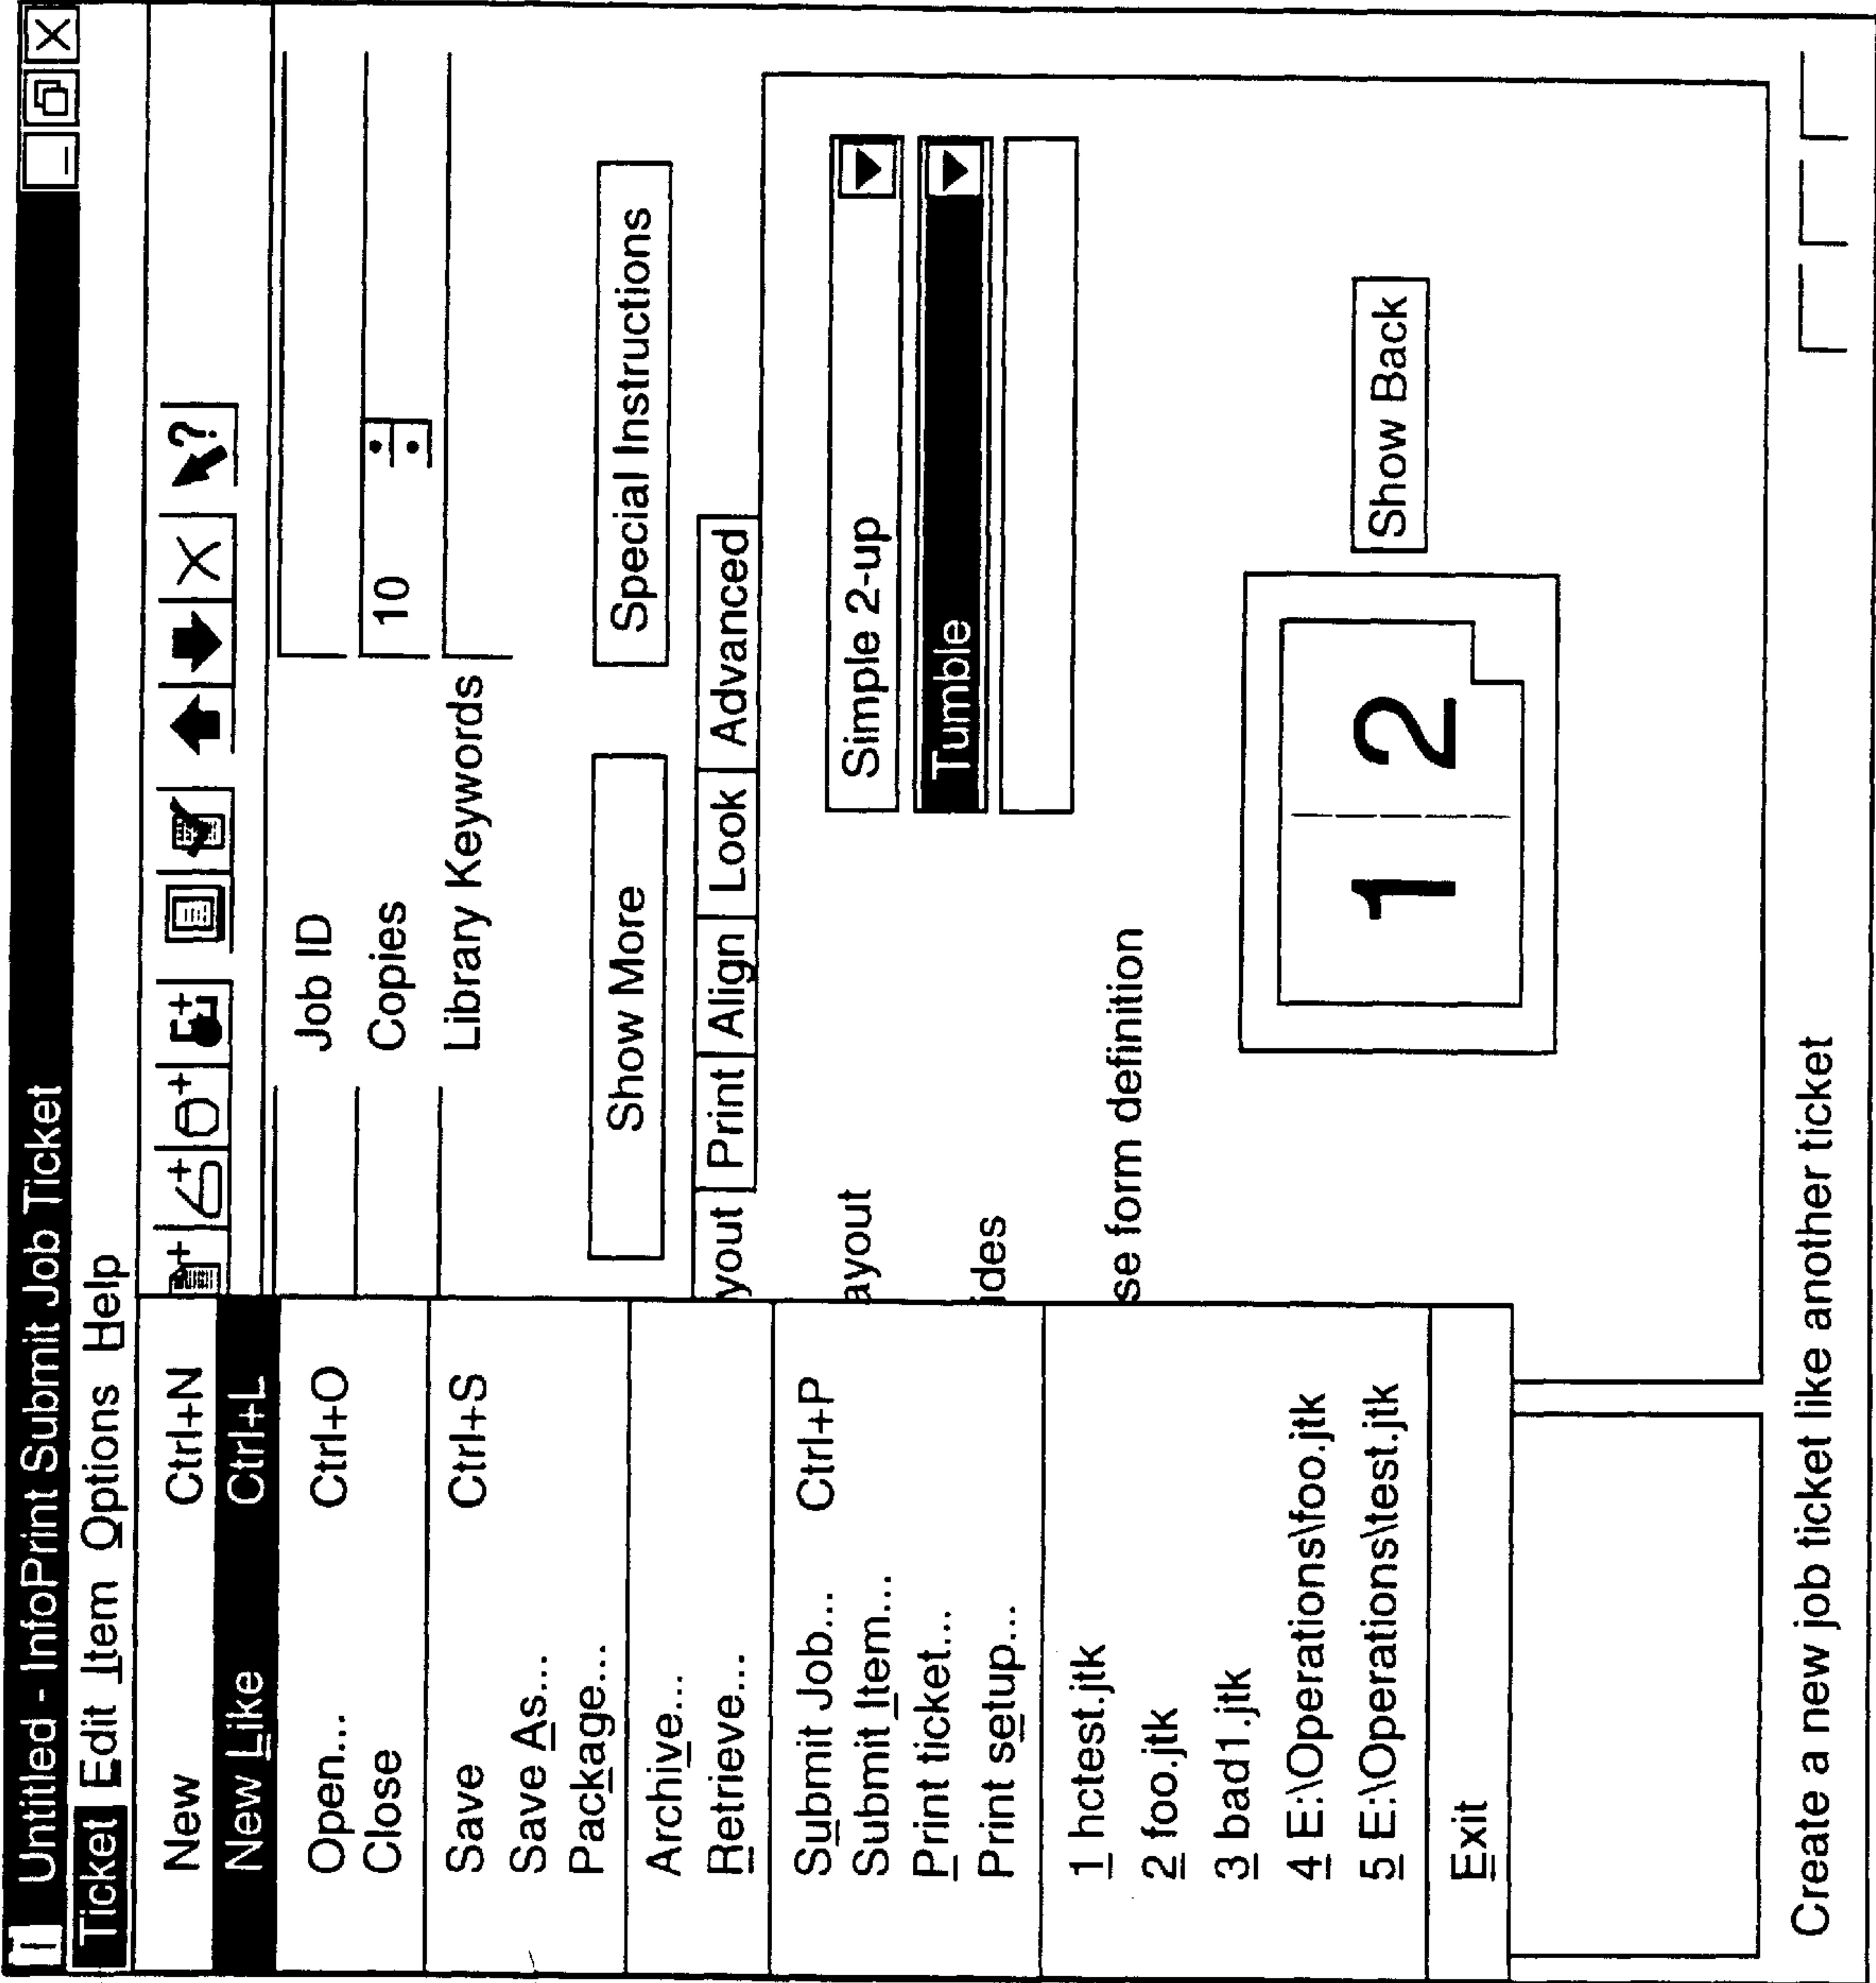 Untitled - InfoPrint Submit Job Ticket
Ticket Edit Item Options Help
New Ctrl+N
New Like Ctrl+L
Open... Ctrl+O
Close
Save Ctrl+S
Save As...
Package...
Archive...
Retrieve...
Submit Job... Ctrl+P
Submit Item...
Print ticket...
Print setup...
1 hctest.jtk
2 foo.jtk
3 bad1.jtk
4 E:\Operations\foo.jtk
5 E:\Operations\test.jtk
Exit
Job ID
Copies 10
Library Keywords
Show More Special Instructions
yout Print Align Look Advanced
ayout Simple 2-up
ides Tumble
se form definition
1 2 Show Back
Create a new job ticket like another ticket